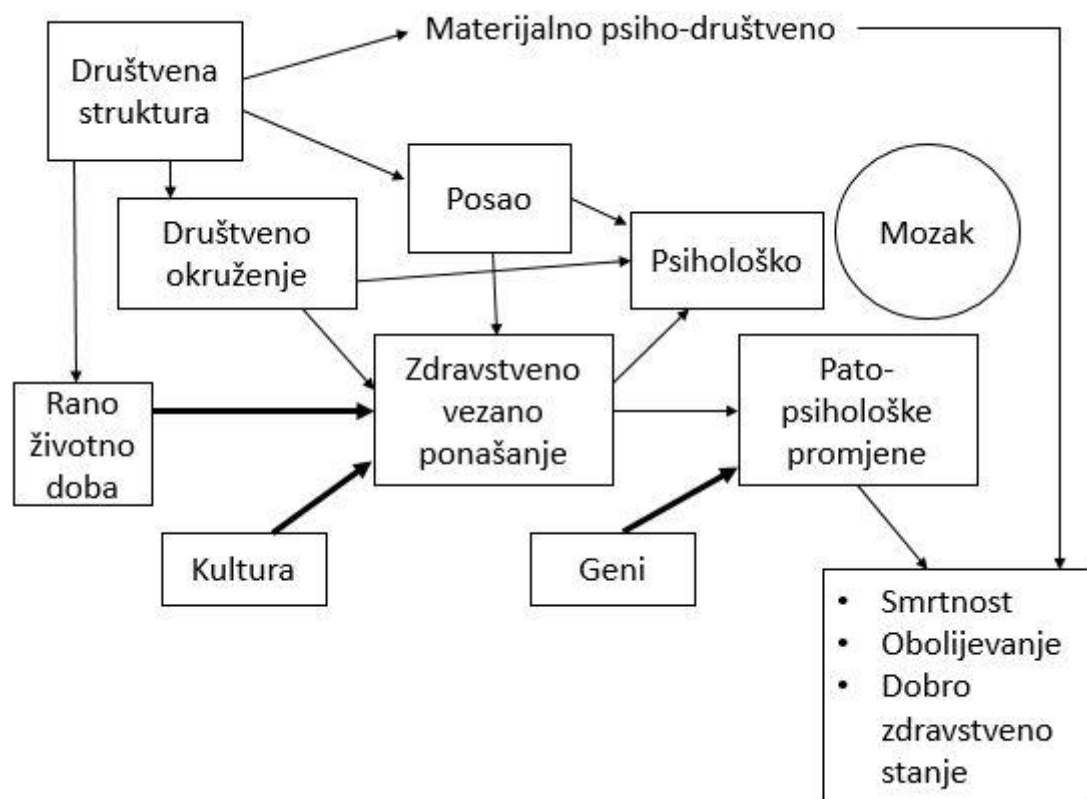 Materijalno psiho-društveno
Društvena
struktura
Posao
Mozak
Društveno
okruženje
Psihološko
Zdravstveno
vezano
ponašanje
Pato-
psihološke
promjene
Rano
životno
doba
Kultura
Geni
• Smrtnost
• Obolijevanje
• Dobro
zdravstveno
stanje